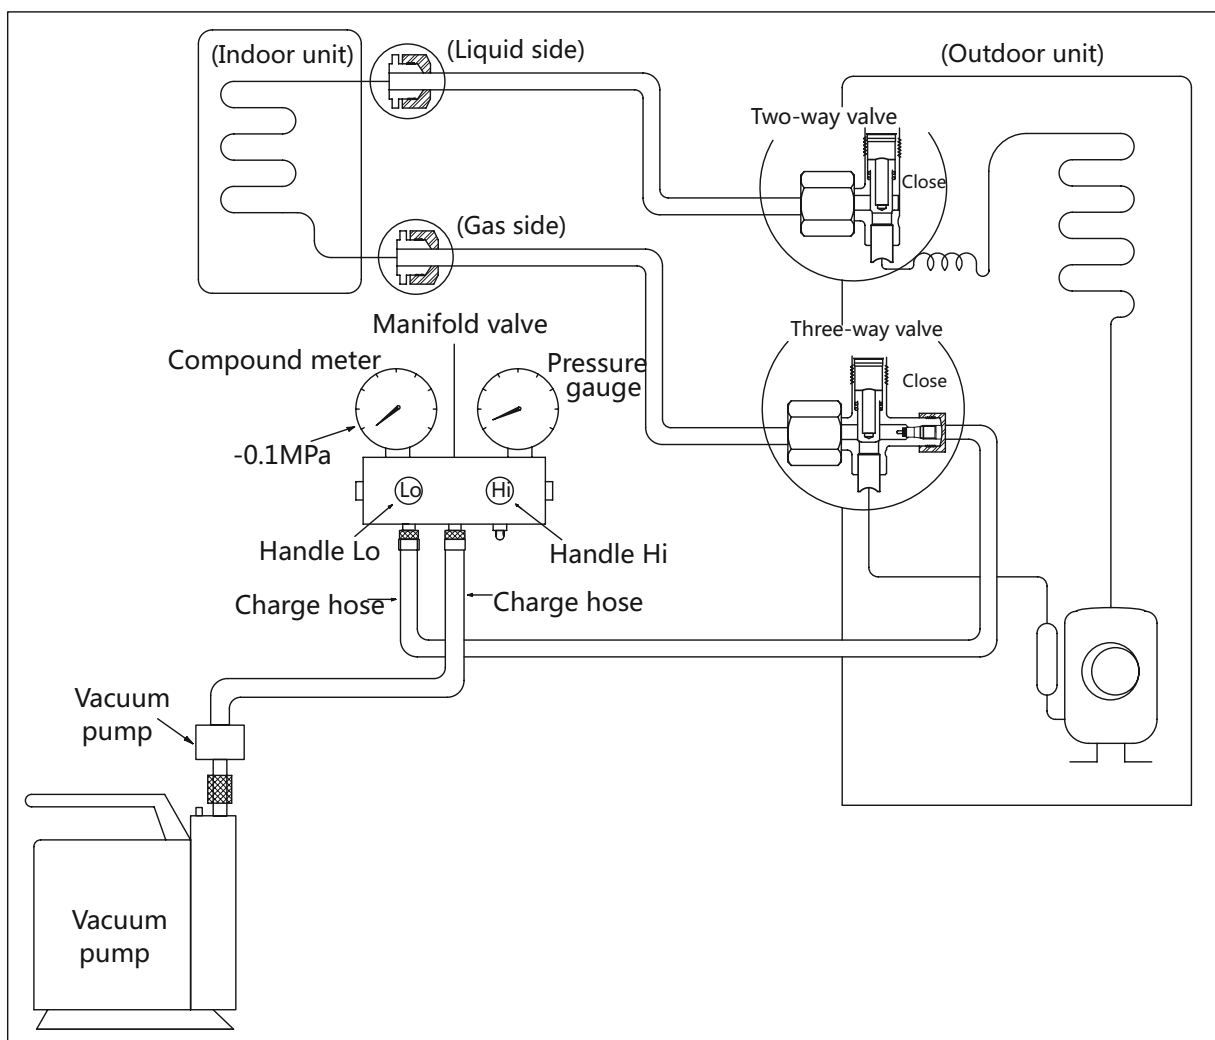 (Indoor unit)
(Liquid side)
(Outdoor unit)
Two-way valve
Close
(Gas side)
Manifold valve
Three-way valve
Compound meter
Pressure
gauge
Close
-0.1MPa
Lo
Hi
Handle Lo
Handle Hi
Charge hose
Charge hose
Vacuum
pump
Vacuum
pump